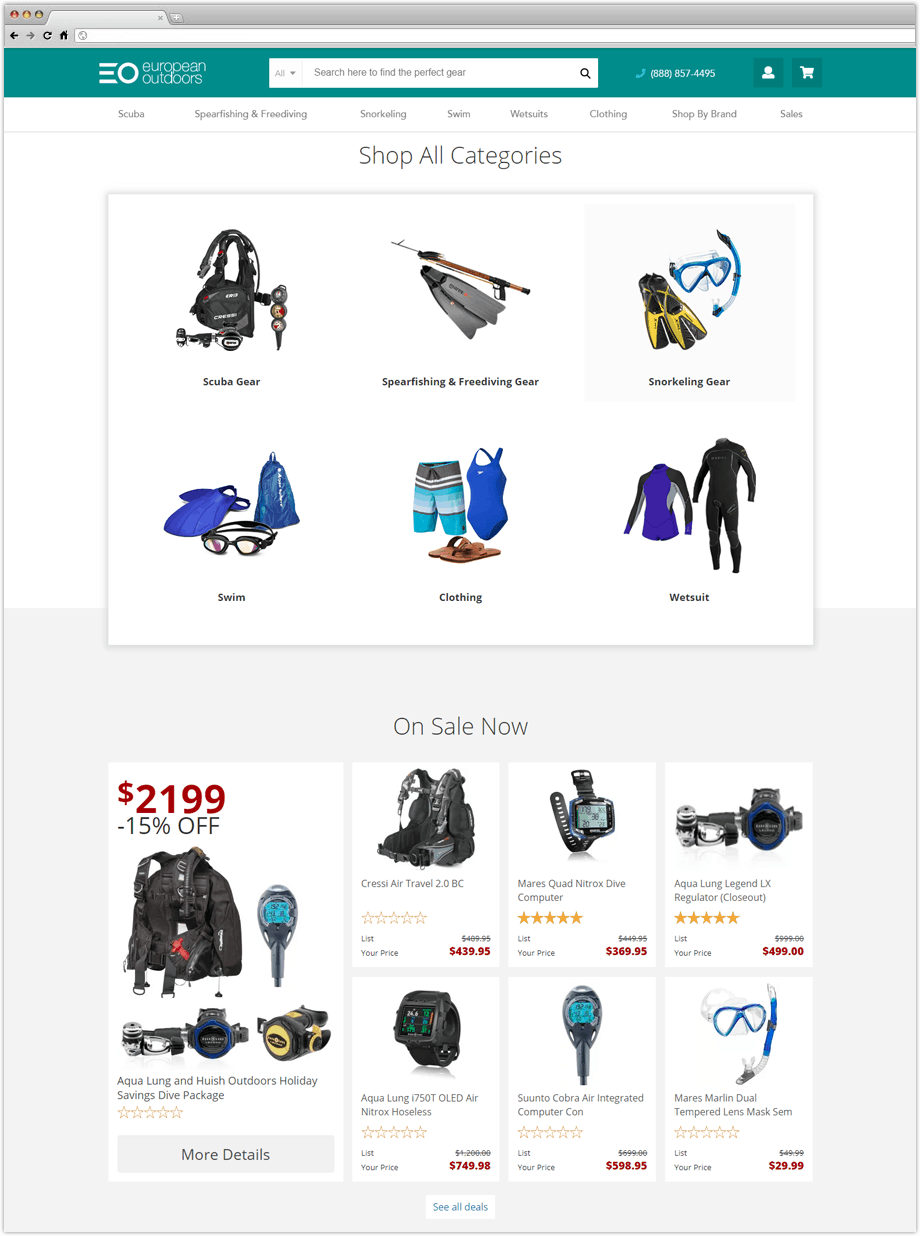 EO european outdoors
All
Search here to find the perfect gear
(888) 857-4495
Scuba
Spearfishing & Freediving
Snorkeling
Swim
Wetsuits
Clothing
Shop By Brand
Sales
Shop All Categories
CRESSI
Scuba Gear
Spearfishing & Freediving Gear
Snorkeling Gear
Swim
Clothing
Wetsuit
On Sale Now
$2199
-15% OFF
Aqua Lung and Huish Outdoors Holiday
Savings Dive Package
More Details
Cressi Air Travel 2.0 BC
List $489.95
Your Price $439.95
Mares Quad Nitrox Dive
Computer
List $449.95
Your Price $369.95
Aqua Lung Legend LX
Regulator (Closeout)
List $999.00
Your Price $499.00
Aqua Lung i750T OLED Air
Nitrox Hoseless
List $1,200.00
Your Price $749.98
Suunto Cobra Air Integrated
Computer Con
List $699.00
Your Price $598.95
Mares Marlin Dual
Tempered Lens Mask Sem
List $49.99
Your Price $29.99
See all deals